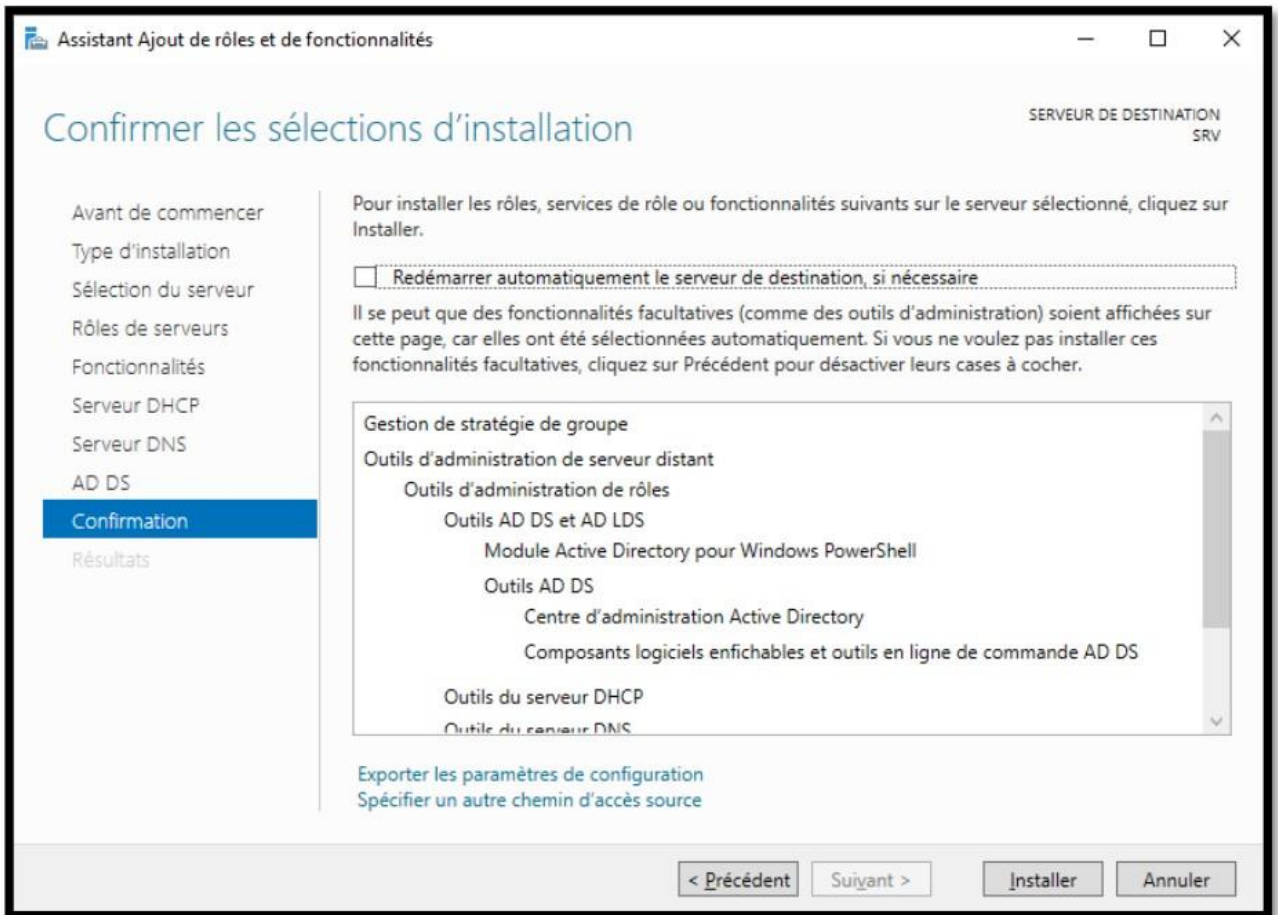 Assistant Ajout de rôles et de fonctionnalités
Confirmer les sélections d'installation
SERVEUR DE DESTINATION
SRV
Avant de commencer
Type d'installation
Sélection du serveur
Rôles de serveurs
Fonctionnalités
Serveur DHCP
Serveur DNS
AD DS
Confirmation
Résultats
Pour installer les rôles, services de rôle ou fonctionnalités suivants sur le serveur sélectionné, cliquez sur
Installer.
Redémarrer automatiquement le serveur de destination, si nécessaire
Il se peut que des fonctionnalités facultatives (comme des outils d'administration) soient affichées sur
cette page, car elles ont été sélectionnées automatiquement. Si vous ne voulez pas installer ces
fonctionnalités facultatives, cliquez sur Précédent pour désactiver leurs cases à cocher.
Gestion de stratégie de groupe
Outils d'administration de serveur distant
Outils d'administration de rôles
Outils AD DS et AD LDS
Module Active Directory pour Windows PowerShell
Outils AD DS
Centre d'administration Active Directory
Composants logiciels enfichables et outils en ligne de commande AD DS
Outils du serveur DHCP
Outils du serveur DNS
Exporter les paramètres de configuration
Spécifier un autre chemin d'accès source
< Précédent
Suivant >
Installer
Annuler